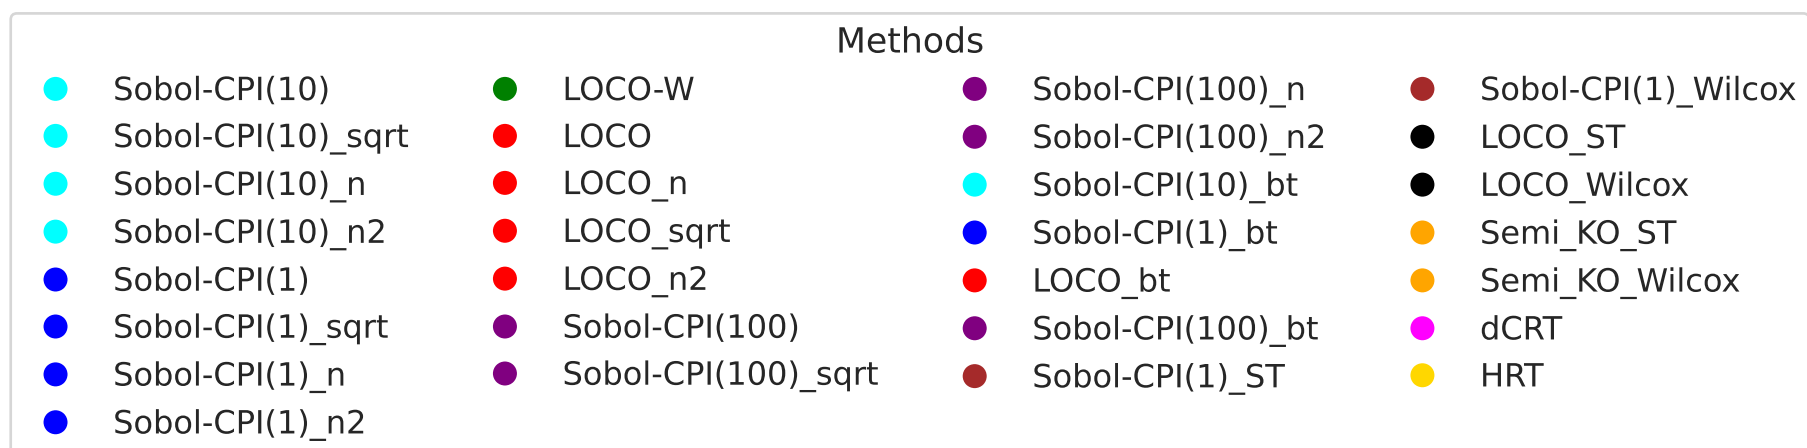 Methods
Sobol-CPI(10)
Sobol-CPI(10)_sqrt
Sobol-CPI(10)_n
Sobol-CPI(10)_n2
Sobol-CPI(1)
Sobol-CPI(1)_sqrt
Sobol-CPI(1)_n
Sobol-CPI(1)_n2
LOCO-W
LOCO
LOCO_n
LOCO_sqrt
LOCO_n2
Sobol-CPI(100)
Sobol-CPI(100)_sqrt
Sobol-CPI(100)_n
Sobol-CPI(100)_n2
Sobol-CPI(10)_bt
Sobol-CPI(1)_bt
LOCO_bt
Sobol-CPI(100)_bt
Sobol-CPI(1)_ST
Sobol-CPI(1)_Wilcox
LOCO_ST
LOCO_Wilcox
Semi_KO_ST
Semi_KO_Wilcox
dCRT
HRT